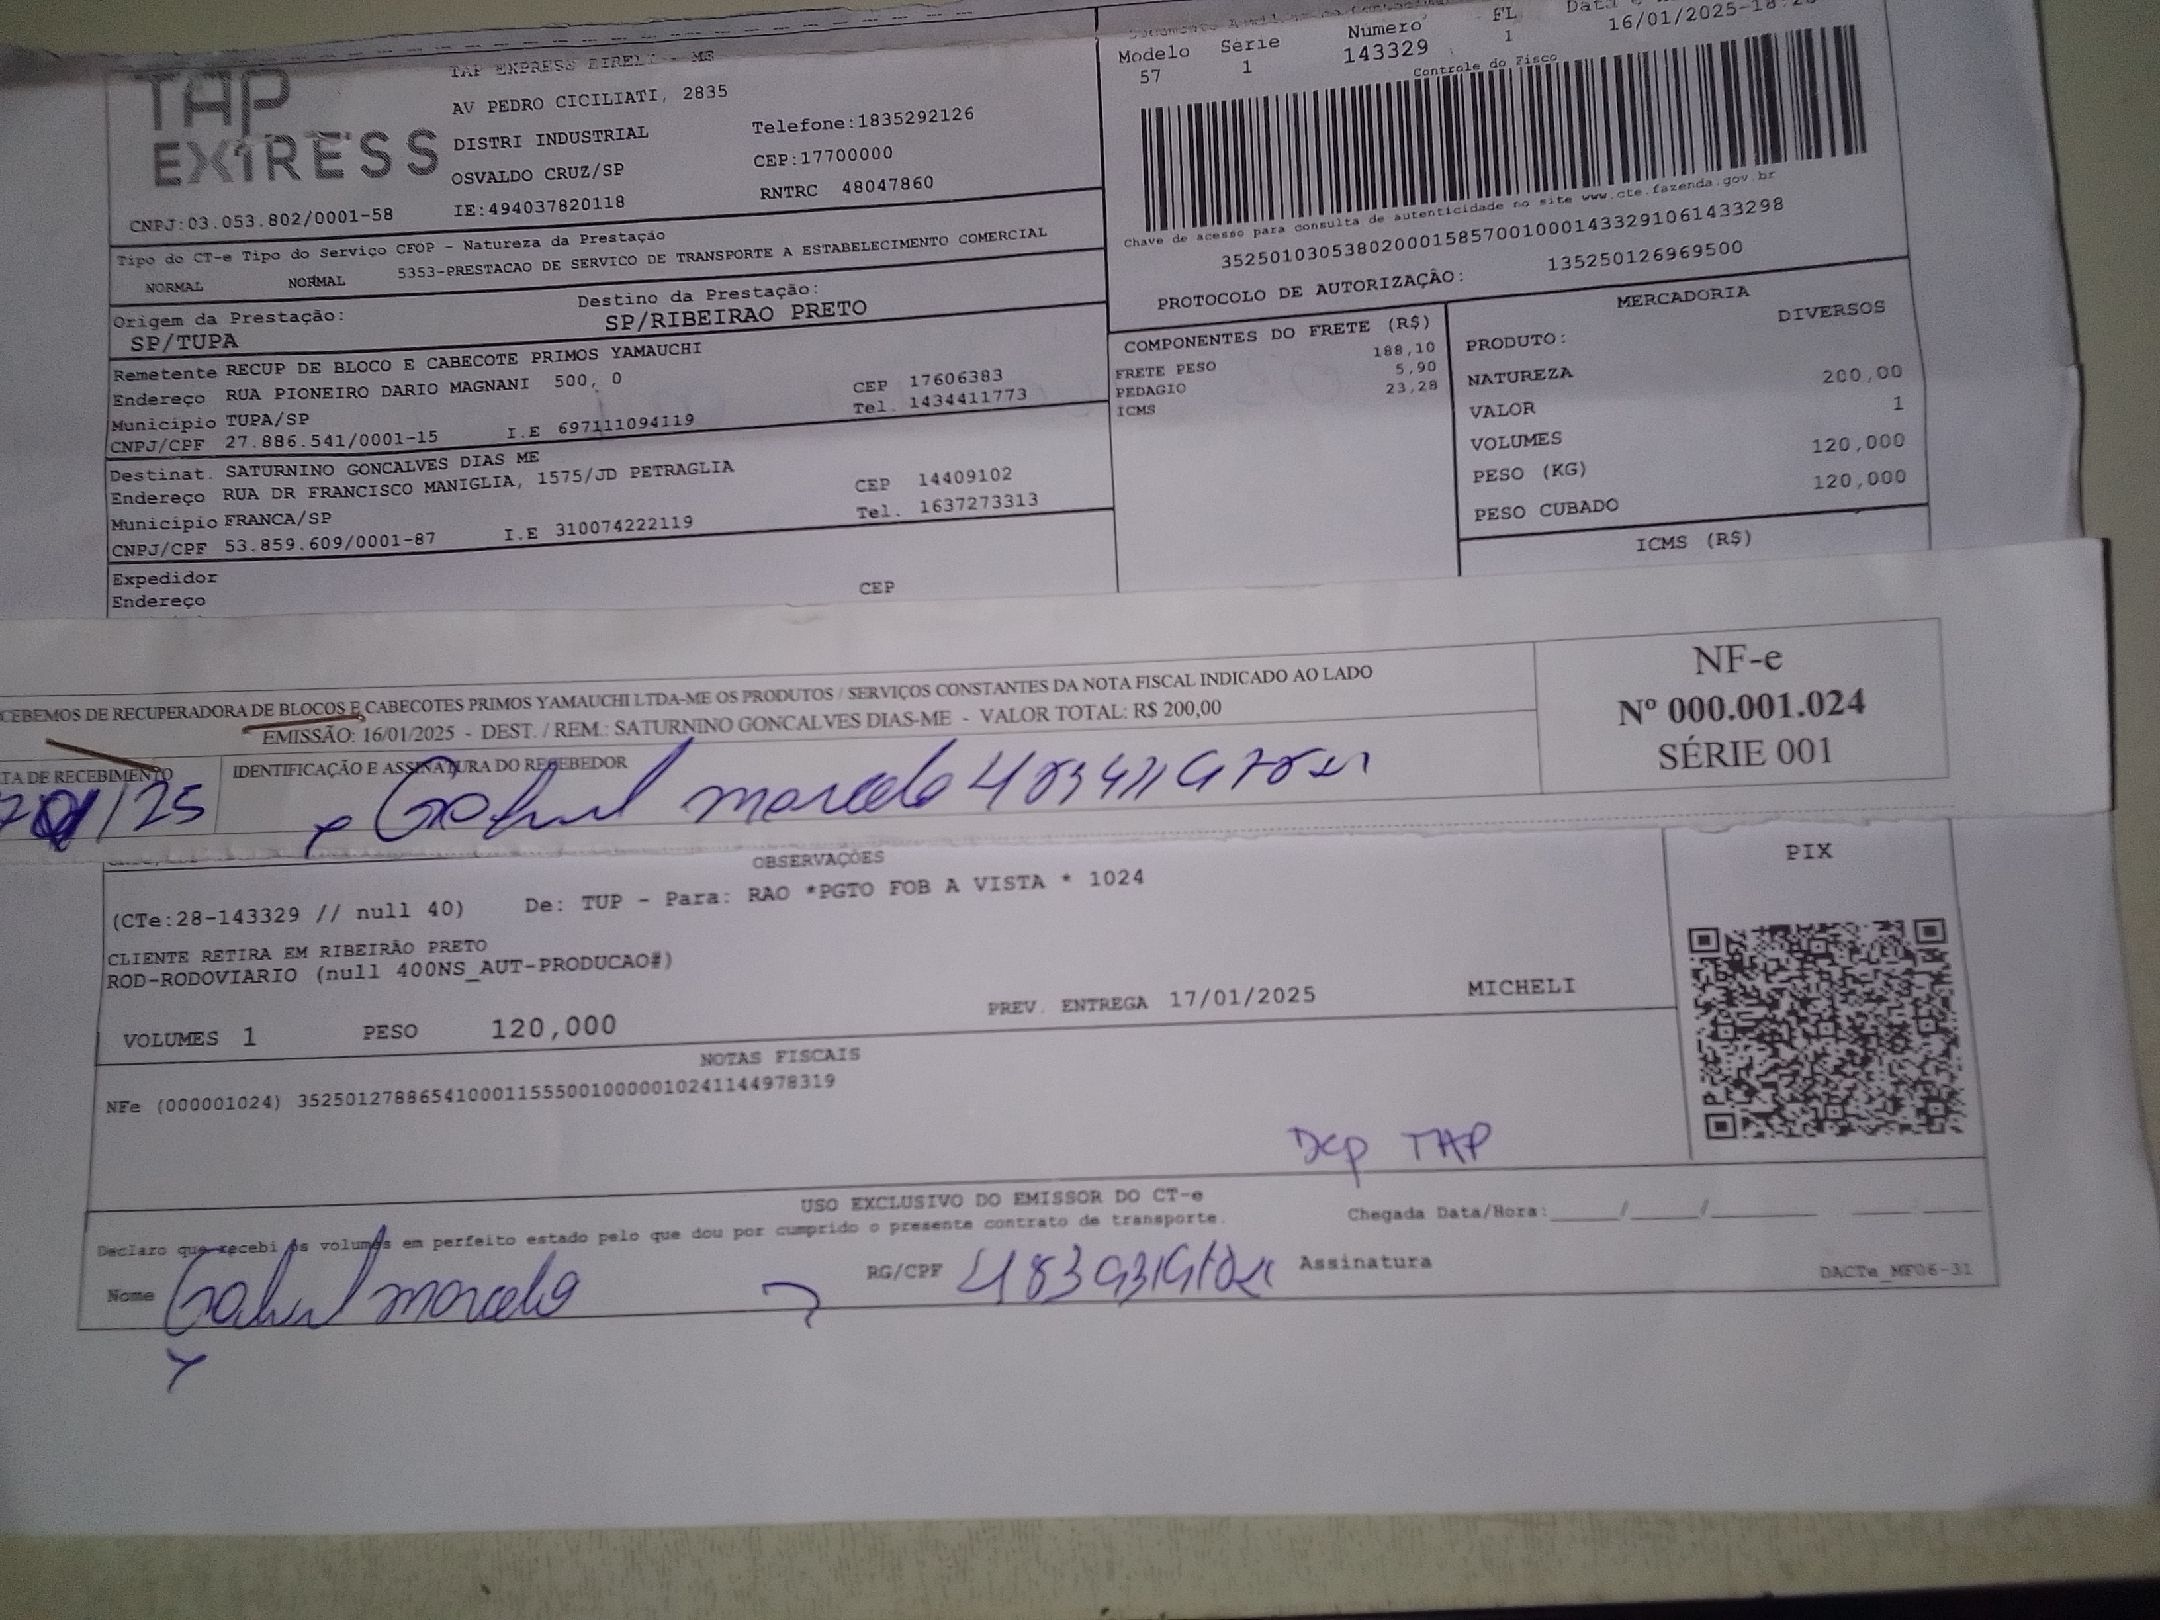 TAP
EXPRESS
TAP EXPRESS EIRELI - ME
AV PEDRO CICILIATI, 2835
DISTRI INDUSTRIAL Telefone:1835292126
OSVALDO CRUZ/SP CEP:17700000
CNPJ:03.053.802/0001-58 IE:494037820118 RNTRC 48047860
Modelo Série Numero FL
57 1 143329 1 16/01/2025
Controle do Fisco
Chave de acesso para consulta de autenticidade no site www.cte.fazenda.gov.br
35250103053802000158570010001433291061433298
PROTOCOLO DE AUTORIZAÇÃO: 135250126969500
Tipo do CT-e Tipo do Serviço CFOP - Natureza da Prestação
NORMAL NORMAL 5353-PRESTACAO DE SERVICO DE TRANSPORTE A ESTABELECIMENTO COMERCIAL
Origem da Prestação: Destino da Prestação:
SP/TUPA SP/RIBEIRAO PRETO
Remetente RECUP DE BLOCO E CABECOTE PRIMOS YAMAUCHI
Endereço RUA PIONEIRO DARIO MAGNANI 500, 0 CEP 17606383
Municipio TUPA/SP Tel. 1434411773
CNPJ/CPF 27.886.541/0001-15 I.E 697111094119
Destinat. SATURNINO GONCALVES DIAS ME
Endereço RUA DR FRANCISCO MANIGLIA, 1575/JD PETRAGLIA CEP 14409102
Municipio FRANCA/SP Tel. 1637273313
CNPJ/CPF 53.859.609/0001-87 I.E 310074222119
Expedidor
Endereço CEP
COMPONENTES DO FRETE (R$)
FRETE PESO 188,10
PEDAGIO 5,90
ICMS 23,28
MERCADORIA
PRODUTO: DIVERSOS
NATUREZA
VALOR 200,00
VOLUMES 1
PESO (KG) 120,000
PESO CUBADO 120,000
ICMS (R$)
CEBEMOS DE RECUPERADORA DE BLOCOS E CABECOTES PRIMOS YAMAUCHI LTDA-ME OS PRODUTOS / SERVIÇOS CONSTANTES DA NOTA FISCAL INDICADO AO LADO
EMISSÃO: 16/01/2025 - DEST. / REM.: SATURNINO GONCALVES DIAS-ME - VALOR TOTAL: R$ 200,00
TA DE RECEBIMENTO IDENTIFICAÇÃO E ASSINATURA DO RECEBEDOR
/25
NF-e
Nº 000.001.024
SÉRIE 001
OBSERVAÇÕES
(CTe:28-143329 // null 40) De: TUP - Para: RAO *PGTO FOB A VISTA * 1024
CLIENTE RETIRA EM RIBEIRÃO PRETO
ROD-RODOVIARIO (null 400NS_AUT-PRODUCAO#)
VOLUMES 1 PESO 120,000 PREV. ENTREGA 17/01/2025 MICHELI
PIX
NOTAS FISCAIS
NFe (000001024) 35250127886541000115550010000010241144978319
Dep TAP
USO EXCLUSIVO DO EMISSOR DO CT-e
Declaro que recebi os volumes em perfeito estado pelo que dou por cumprido o presente contrato de transporte. Chegada Data/Hora:
Nome RG/CPF Assinatura DACTe_MF06-31